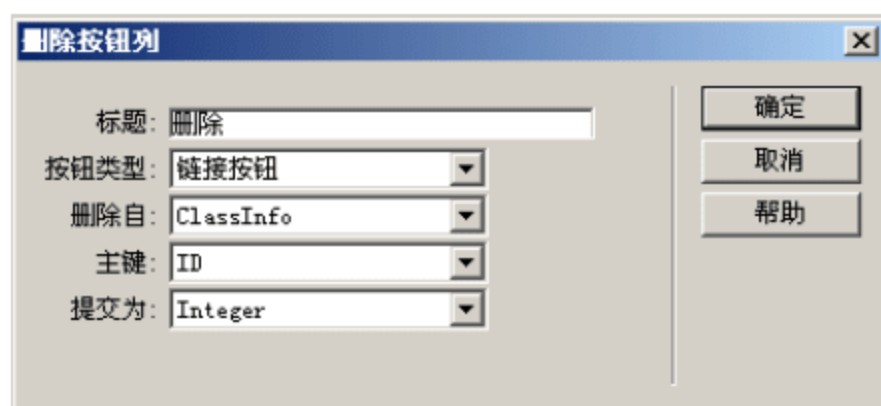 删除按钮列
标题: 删除
按钮类型: 链接按钮
删除自: ClassInfo
主键: ID
提交为: Integer
确定
取消
帮助